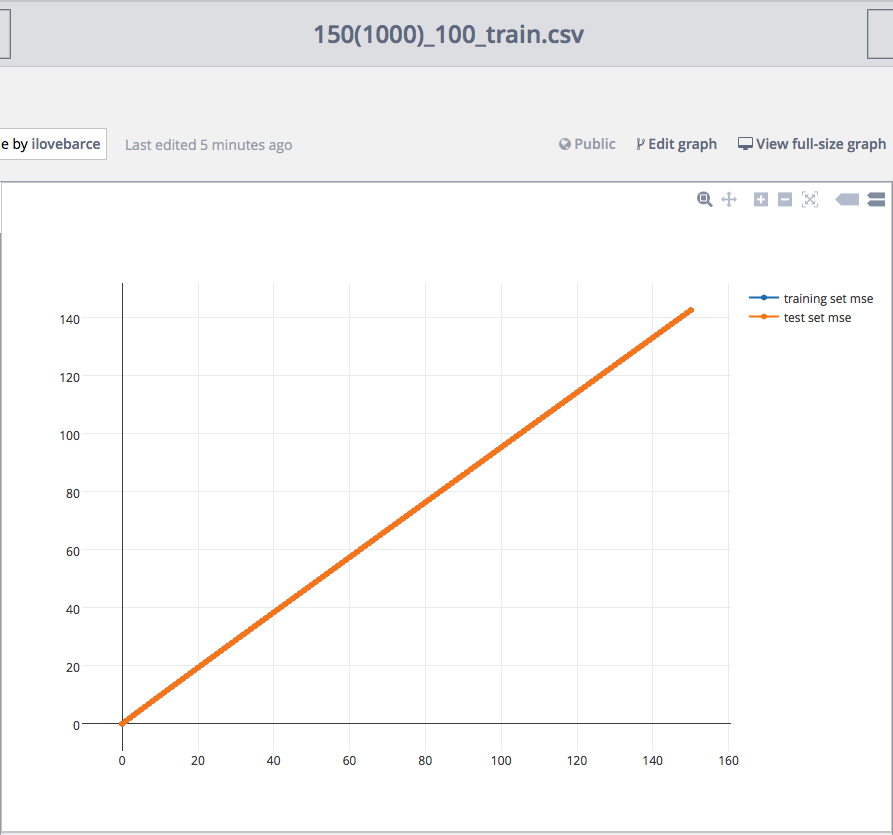 150(1000)_100_train.csv
e by ilovebarce
Last edited 5 minutes ago
Public
Edit graph
View full-size graph
training set mse
test set mse
140
120
100
80
60
40
20
0
0 20 40 60 80 100 120 140 160